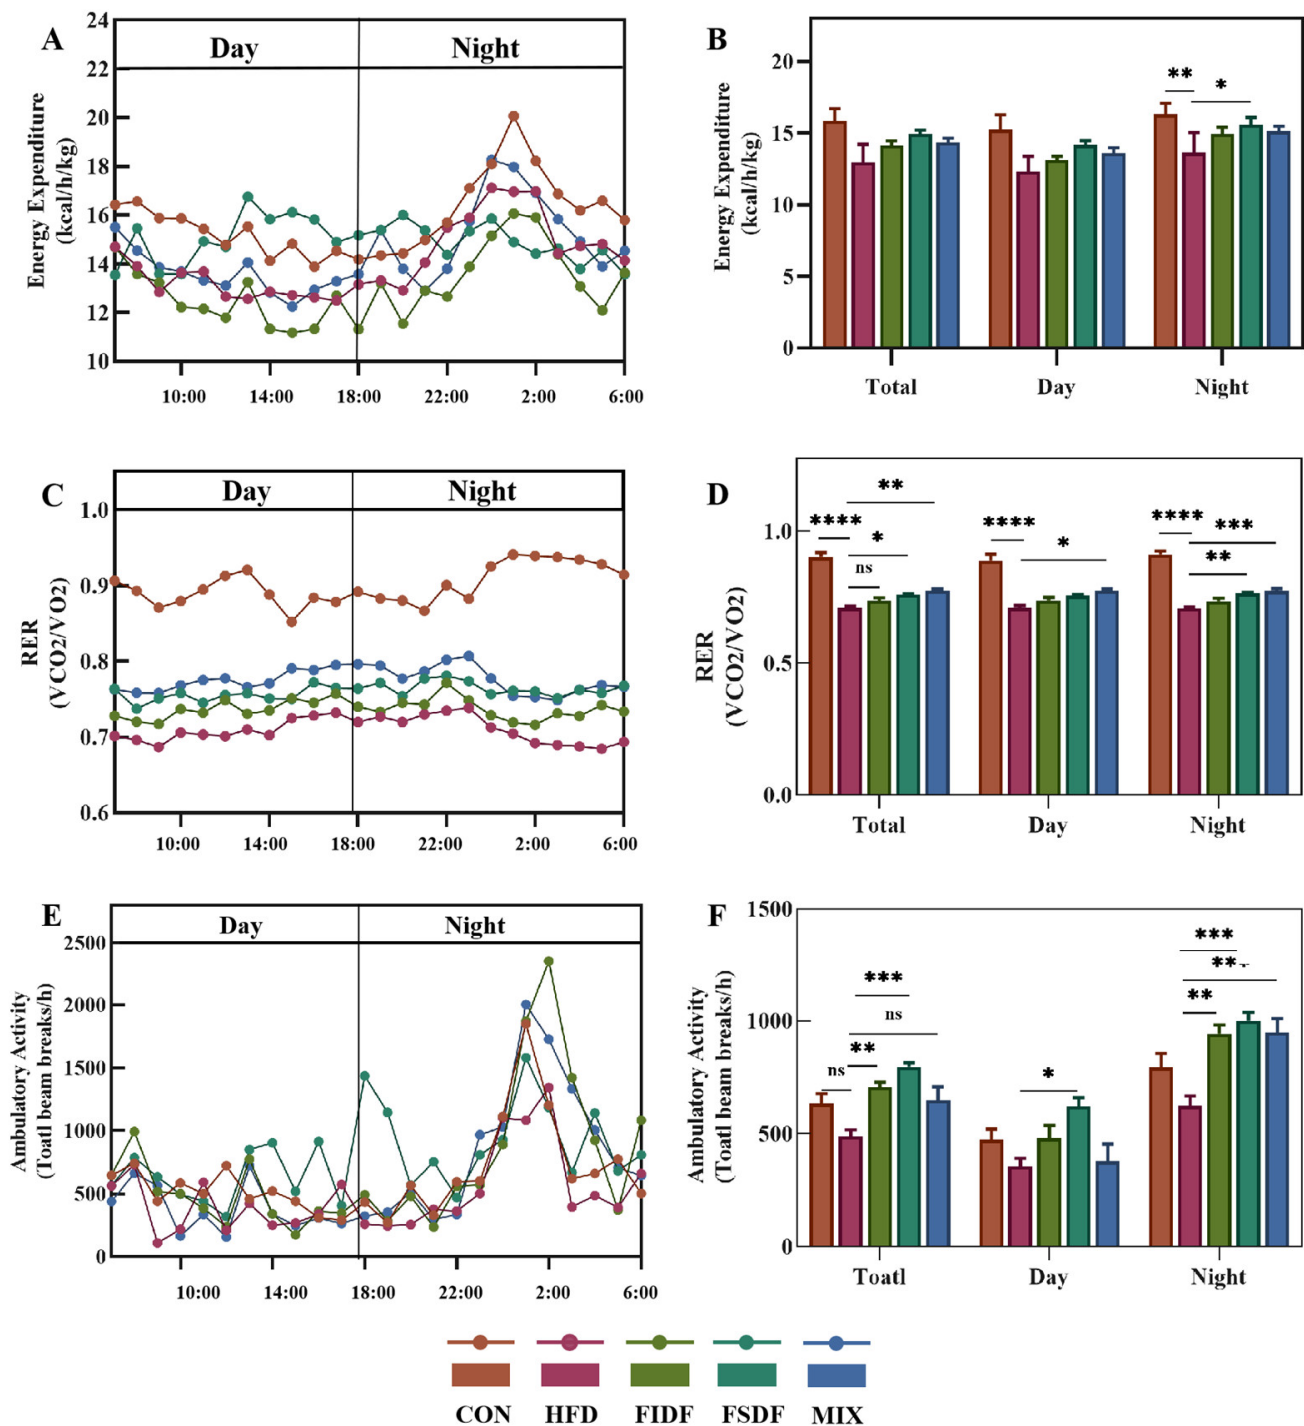 A
Day
Night
Energy Expenditure
(kcal/h/kg)
24
22
20
18
16
14
12
10
10:00
14:00
18:00
22:00
2:00
6:00
B
Energy Expenditure
(kcal/h/kg)
20
15
10
5
0
**
*
Total
Day
Night
C
Day
Night
RER
(VCO2/VO2)
1.0
0.9
0.8
0.7
0.6
10:00
14:00
18:00
22:00
2:00
6:00
D
RER
(VCO2/VO2)
1.0
0.5
0.0
**
****
*
ns
****
*
****
***
**
Total
Day
Night
E
Day
Night
Ambulatory Activity
(Toatl beam breaks/h)
2500
2000
1500
1000
500
0
10:00
14:00
18:00
22:00
2:00
6:00
F
Ambulatory Activity
(Toatl beam breaks/h)
1500
1000
500
0
***
ns
**
ns
*
***
**
**
Toatl
Day
Night
CON
HFD
FIDF
FSDF
MIX